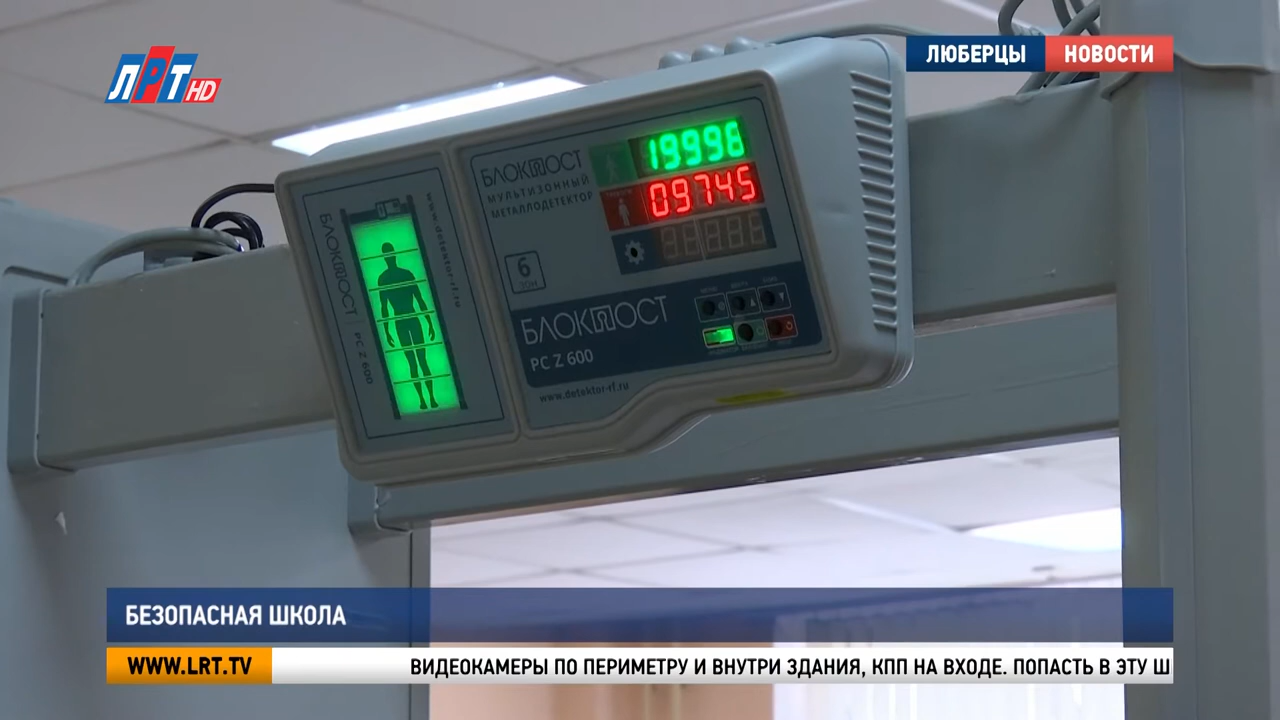 ЛРТ HD
ЛЮБЕРЦЫ НОВОСТИ
БЛОКПОСТ
МУЛЬТИЗОННЫЙ
МЕТАЛЛОДЕТЕКТОР
19998
09745
6
ЗОН
БЛОКПОСТ
PC Z 600
www.detektor-rf.ru
БЛОКПОСТ PC Z 600
www.detektor-rf.ru
БЕЗОПАСНАЯ ШКОЛА
WWW.LRT.TV
ВИДЕОКАМЕРЫ ПО ПЕРИМЕТРУ И ВНУТРИ ЗДАНИЯ, КПП НА ВХОДЕ. ПОПАСТЬ В ЭТУ Ш